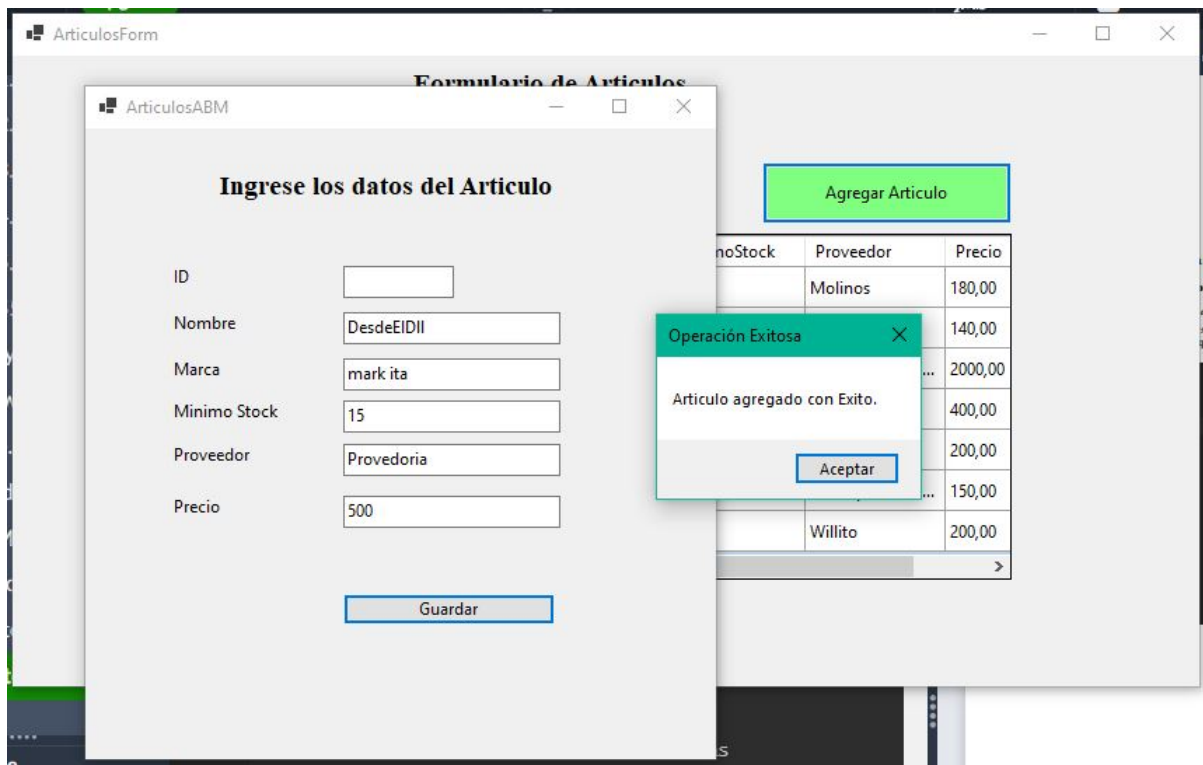 ArticulosForm
Formulario de Articulos
ArticulosABM
Ingrese los datos del Articulo
ID
Nombre DesdeEIDII
Marca mark ita
Minimo Stock 15
Proveedor Provedoria
Precio 500
Guardar
Agregar Articulo
noStock Proveedor Precio
Molinos 180,00
140,00
... 2000,00
400,00
200,00
... 150,00
Willito 200,00
Operación Exitosa
Articulo agregado con Exito.
Aceptar
s